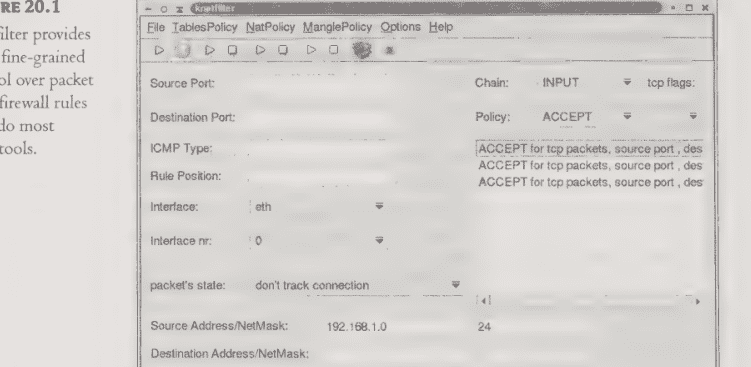 RE 20.1
ilter provides
fine-grained
ol over packet
firewall rules
do most
tools.
knetfilter
File TablesPolicy NatPolicy ManglePolicy Options Help
Source Port:
Chain: INPUT tcp flags:
Destination Port:
Policy: ACCEPT
ICMP Type:
ACCEPT for tcp packets, source port , des
ACCEPT for tcp packets, source port , des
Rule Position:
ACCEPT for tcp packets, source port , des
Interface: eth
Interface nr: 0
packet's state: don't track connection
Source Address/NetMask: 192.168.1.0 24
Destination Address/NetMask: